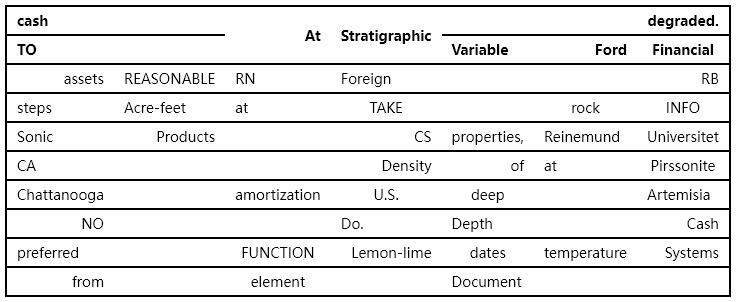 cash At Stratigraphic degraded.
TO Variable Ford Financial
assets REASONABLE RN Foreign RB
steps Acre-feet at TAKE rock INFO
Sonic Products CS properties, Reinemund Universitet
CA Density of at Pirssonite
Chattanooga amortization U.S. deep Artemisia
NO Do. Depth Cash
preferred FUNCTION Lemon-lime dates temperature Systems
from element Document